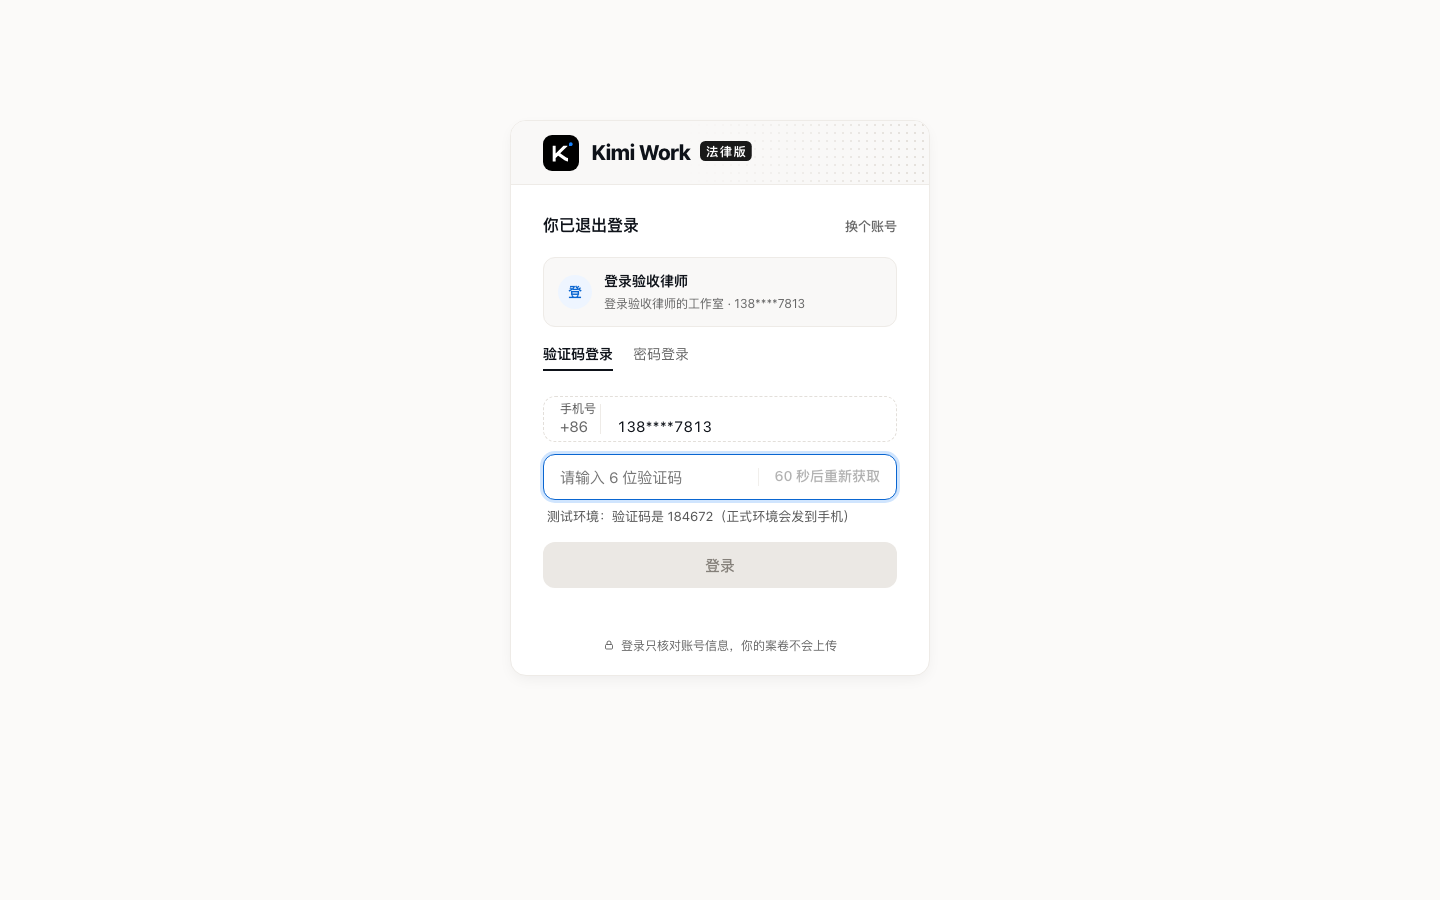 Kimi Work 法律版
你已退出登录 换个账号
登 登录验收律师
登录验收律师的工作室 · 138****7813
验证码登录 密码登录
手机号
+86 138****7813
请输入 6 位验证码 60 秒后重新获取
测试环境：验证码是 184672（正式环境会发到手机）
登录
登录只核对账号信息，你的案卷不会上传